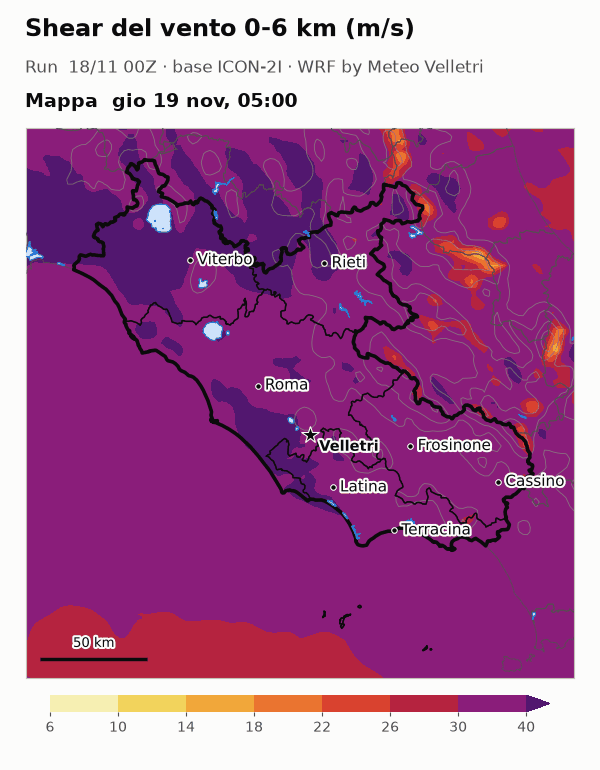 Shear del vento 0-6 km (m/s)
Run 18/11 00Z · base ICON-2I · WRF by Meteo Velletri
Mappa gio 19 nov, 05:00
Viterbo
Rieti
Roma
Velletri
Frosinone
Latina
Cassino
Terracina
50 km
6 10 14 18 22 26 30 40